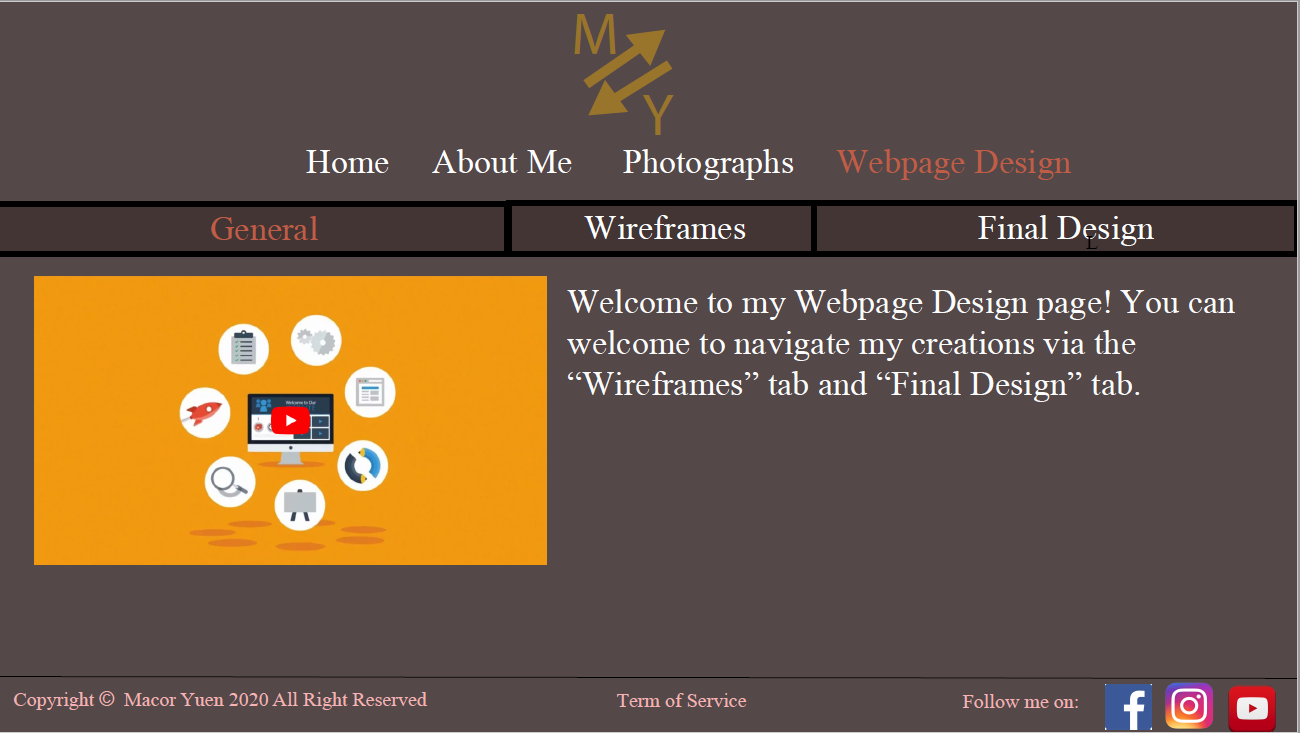 M
Y
Home About Me Photographs Webpage Design
General Wireframes Final Design
L
Welcome to my Webpage Design page! You can
welcome to navigate my creations via the
“Wireframes” tab and “Final Design” tab.
Welcome to Our
Copyright © Macor Yuen 2020 All Right Reserved Term of Service Follow me on: